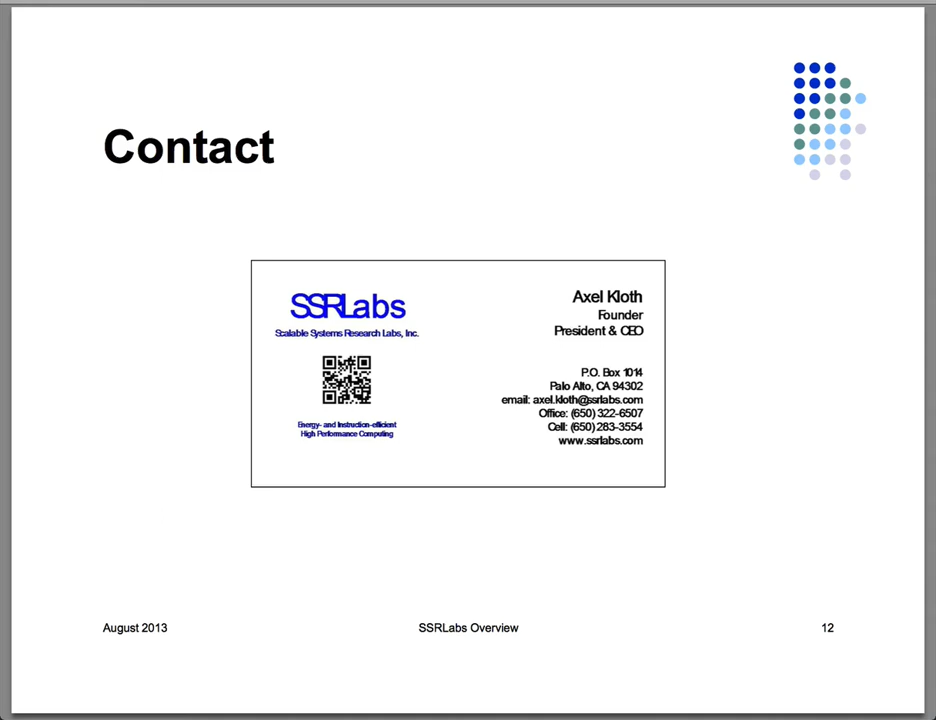 Contact
SSRLabs
Scalable Systems Research Labs, Inc.
Energy- and Instruction-efficient
High Performance Computing
Axel Kloth
Founder
President & CEO
P.O. Box 1014
Palo Alto, CA 94302
email: axel.kloth@ssrlabs.com
Office: (650) 322-6507
Cell: (650) 283-3554
www.ssrlabs.com
August 2013
SSRLabs Overview
12